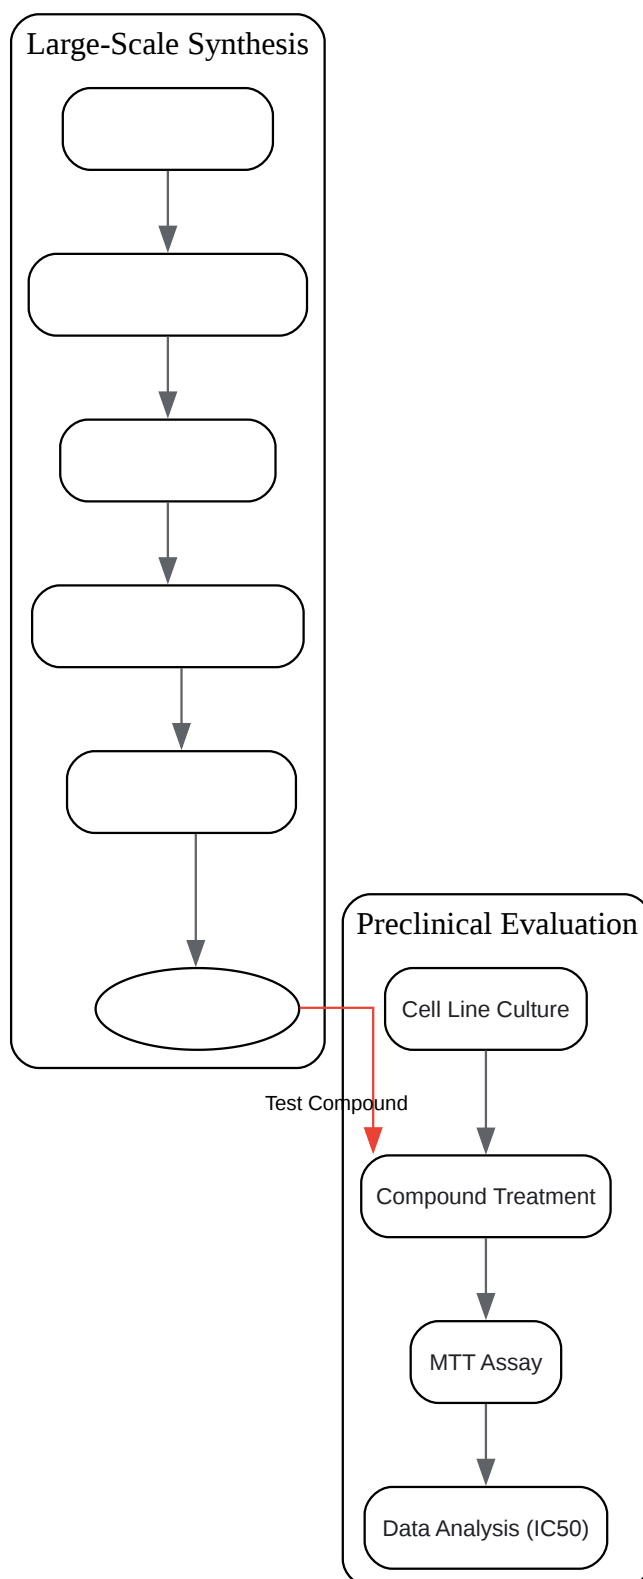 Large-Scale Synthesis
Preclinical Evaluation
Cell Line Culture
Test Compound
Compound Treatment
MTT Assay
Data Analysis (IC50)